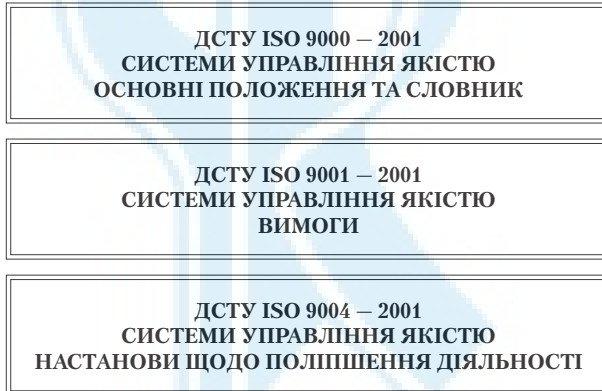 ДСТУ ISO 9000 – 2001
СИСТЕМИ УПРАВЛІННЯ ЯКІСТЮ
ОСНОВНІ ПОЛОЖЕННЯ ТА СЛОВНИК
ДСТУ ISO 9001 – 2001
СИСТЕМИ УПРАВЛІННЯ ЯКІСТЮ
ВИМОГИ
ДСТУ ISO 9004 – 2001
СИСТЕМИ УПРАВЛІННЯ ЯКІСТЮ
НАСТАНОВИ ЩОДО ПОЛІПШЕННЯ ДІЯЛЬНОСТІ